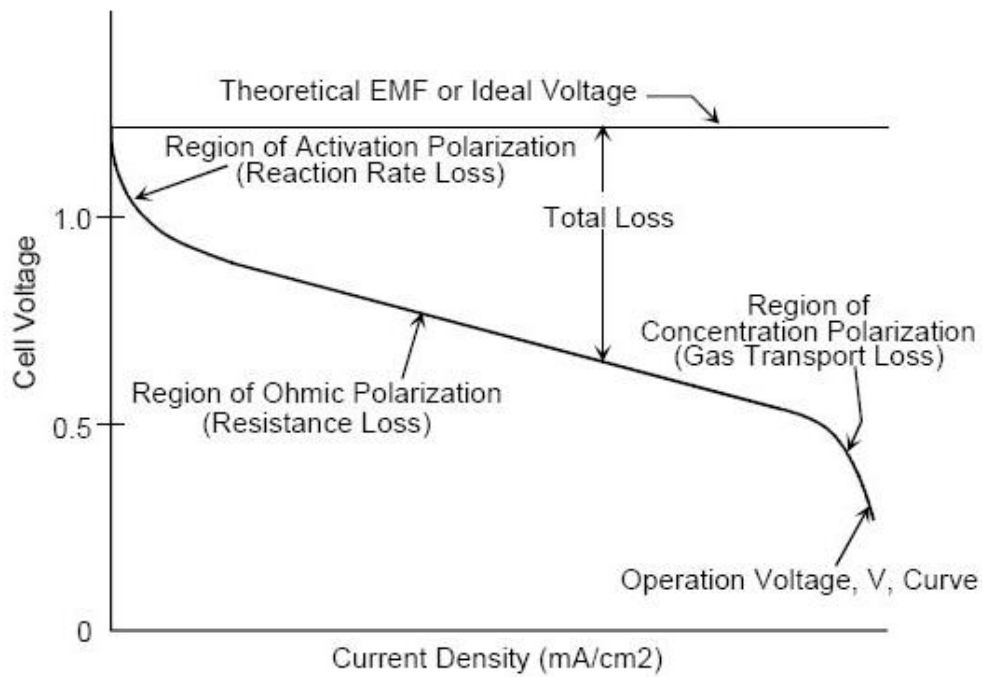 Theoretical EMF or Ideal Voltage
Region of Activation Polarization
(Reaction Rate Loss)
1.0
Total Loss
Cell Voltage
Region of
Concentration Polarization
(Gas Transport Loss)
Region of Ohmic Polarization
(Resistance Loss)
0.5
Operation Voltage, V, Curve
0
Current Density (mA/cm2)